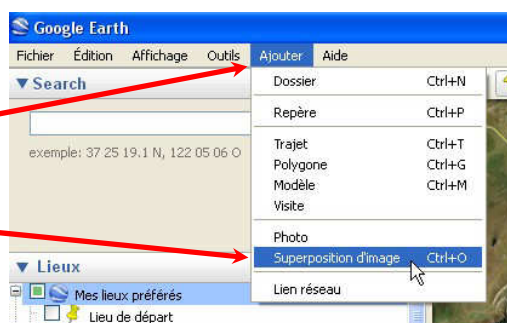 Google Earth
Fichier Édition Affichage Outils Ajouter Aide
Search
exemple: 37 25 19.1 N, 122 05 06 O
Dossier Ctrl+N
Repère Ctrl+P
Trajet Ctrl+T
Polygone Ctrl+G
Modèle Ctrl+M
Visite
Photo
Superposition d'image Ctrl+O
Lien réseau
Lieux
Mes lieux préférés
Lieu de départ